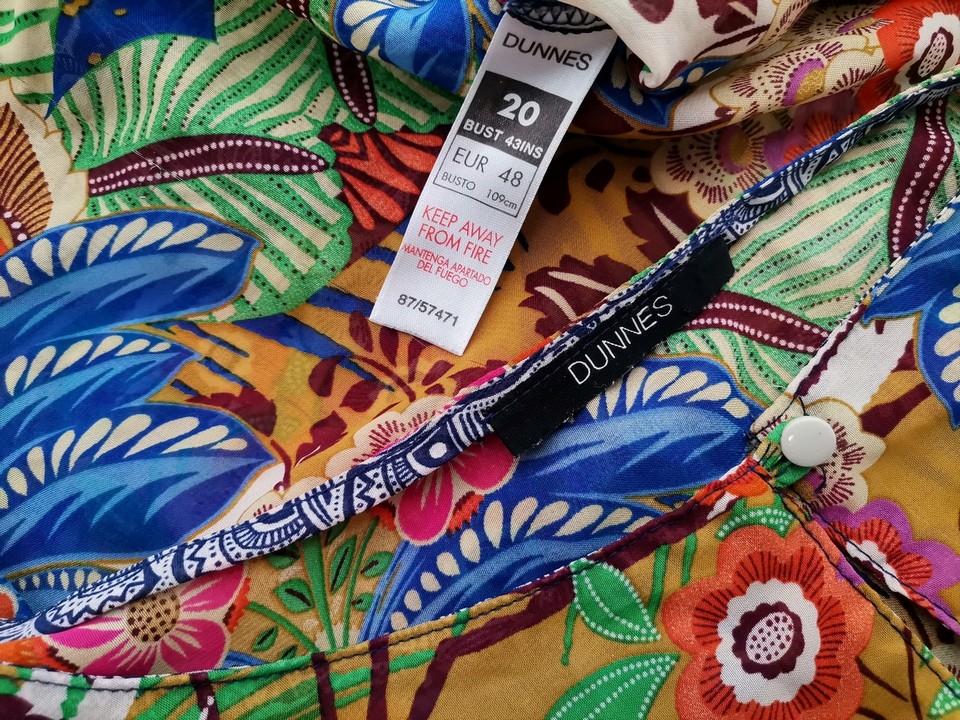 DUNNES
20
BUST 43INS
EUR 48
BUSTO 109cm
KEEP AWAY
FROM FIRE
MANTENGA APARTADO
DEL FUEGO
87/57471
DUNNES